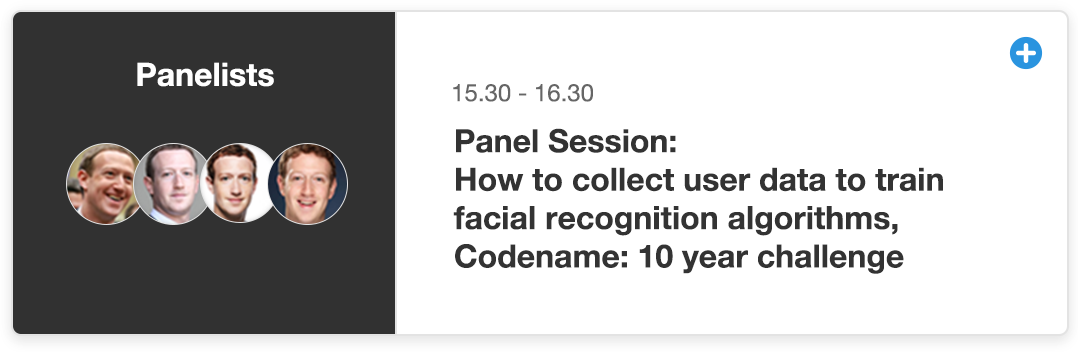 Panelists
15.30 - 16.30
Panel Session:
How to collect user data to train
facial recognition algorithms,
Codename: 10 year challenge